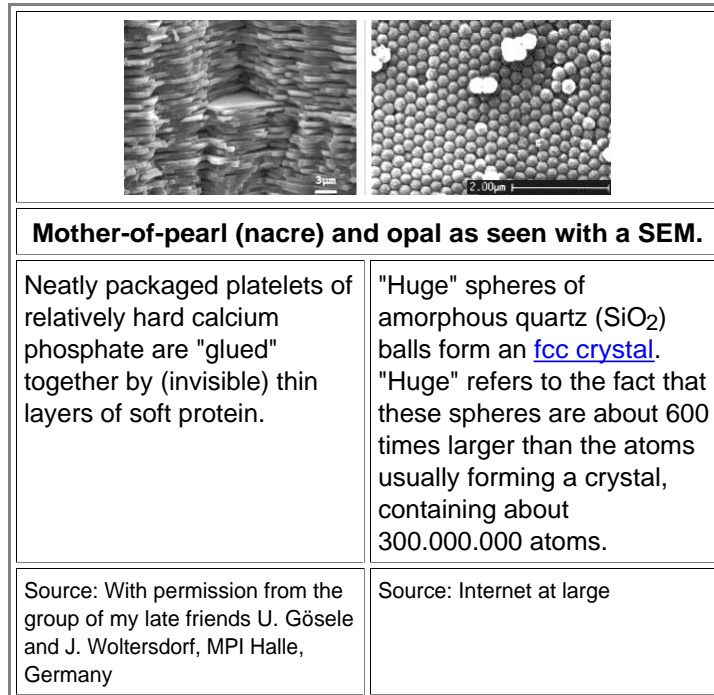 3µm
2.00µm
Mother-of-pearl (nacre) and opal as seen with a SEM.
Neatly packaged platelets of
relatively hard calcium
phosphate are "glued"
together by (invisible) thin
layers of soft protein.
"Huge" spheres of
amorphous quartz (SiO2)
balls form an fcc crystal.
"Huge" refers to the fact that
these spheres are about 600
times larger than the atoms
usually forming a crystal,
containing about
300.000.000 atoms.
Source: With permission from the
group of my late friends U. Gösele
and J. Woltersdorf, MPI Halle,
Germany
Source: Internet at large